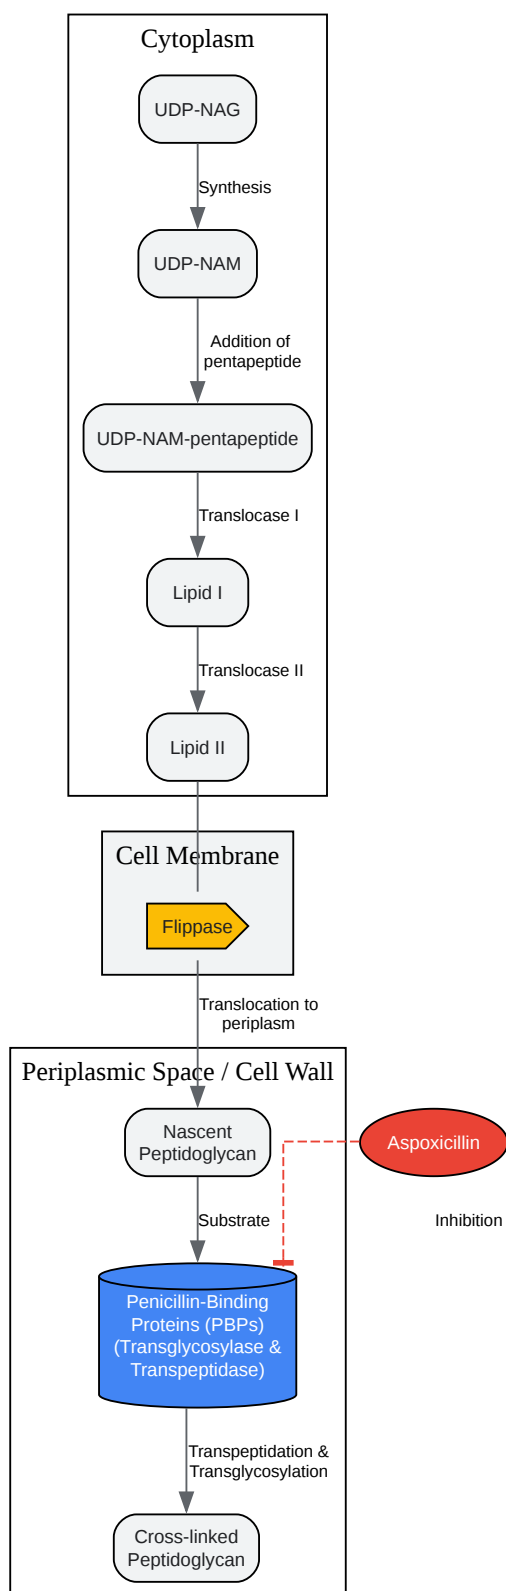 Cytoplasm
UDP-NAG
Synthesis
UDP-NAM
Addition of
pentapeptide
UDP-NAM-pentapeptide
Translocase I
Lipid I
Translocase II
Lipid II
Cell Membrane
Flippase
Translocation to
periplasm
Periplasmic Space / Cell Wall
Nascent
Peptidoglycan
Aspoxicillin
Substrate
Inhibition
Penicillin-Binding
Proteins (PBPs)
(Transglycosylase &
Transpeptidase)
Transpeptidation &
Transglycosylation
Cross-linked
Peptidoglycan